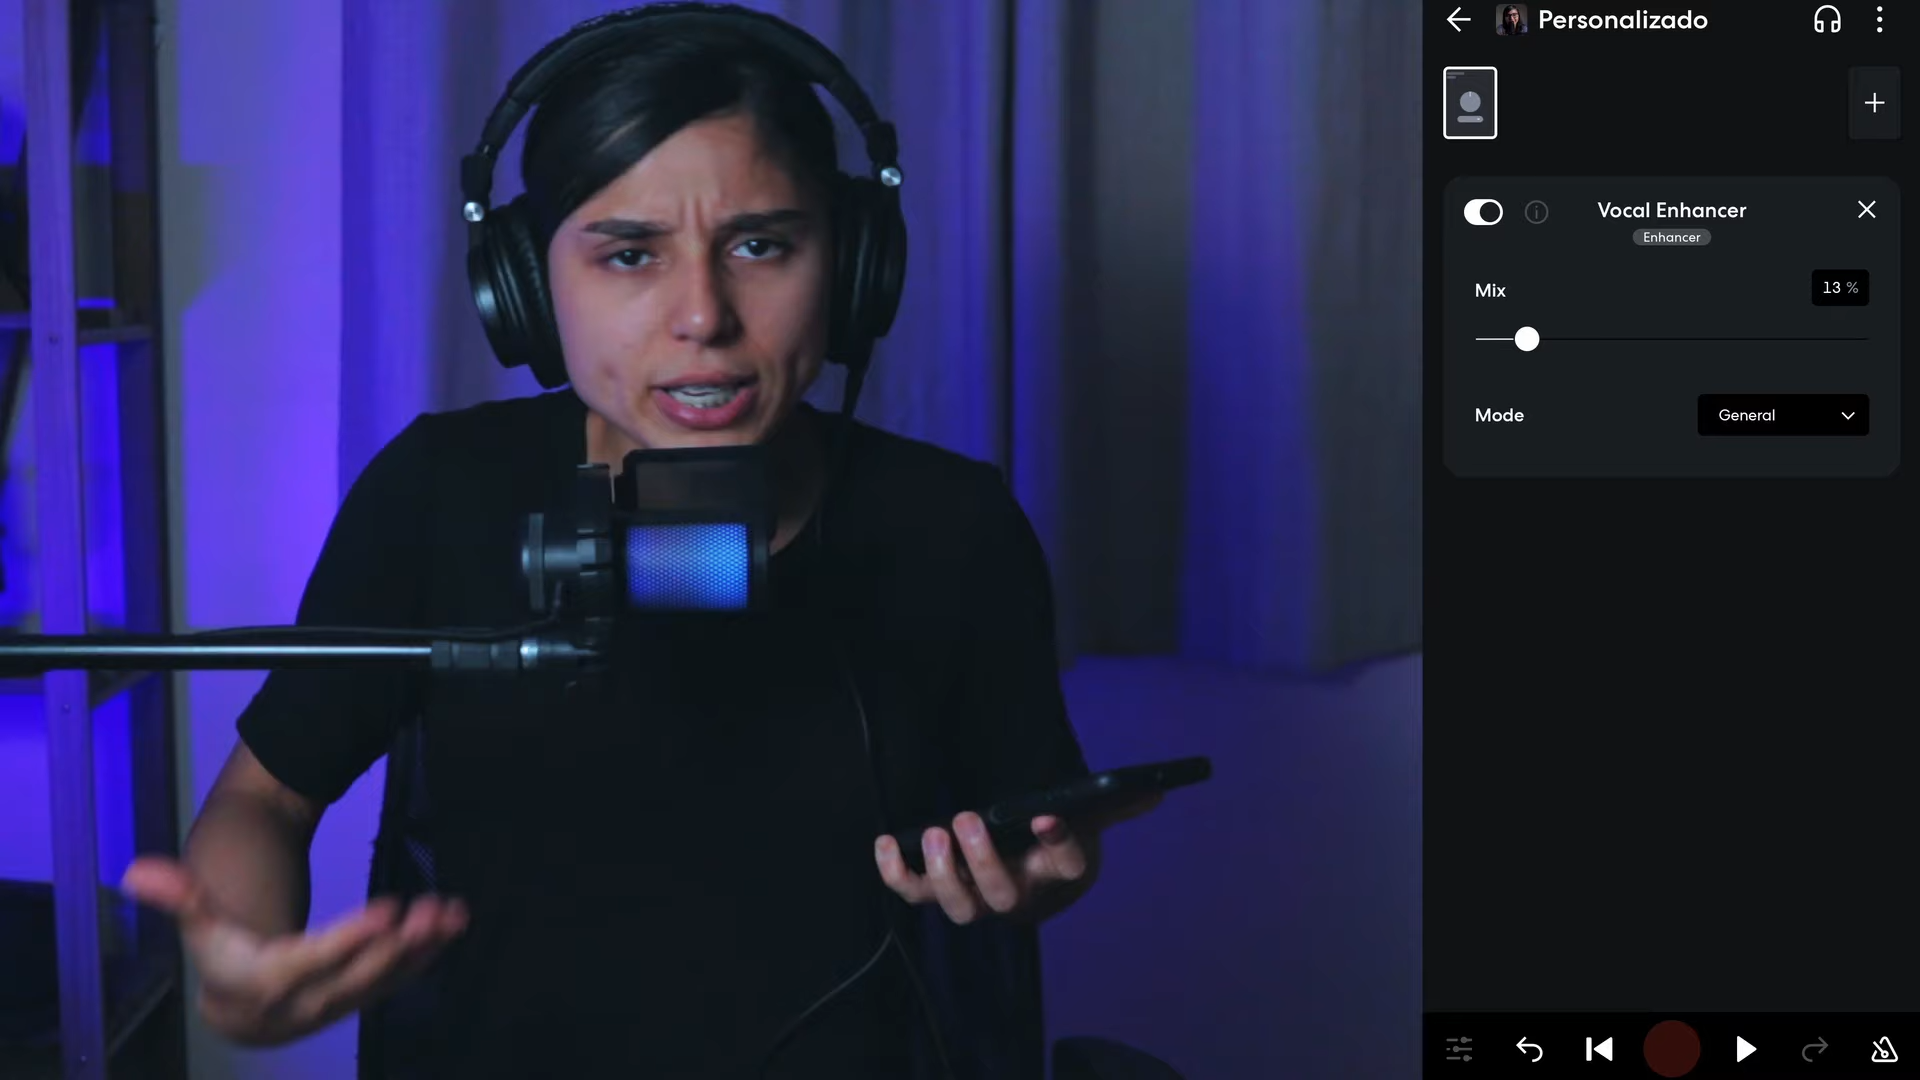 Personalizado
Vocal Enhancer
Enhancer
Mix
13 %
Mode
General